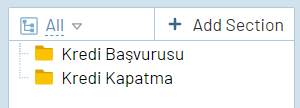 All
Add Section
Kredi Başvurusu
Kredi Kapatma